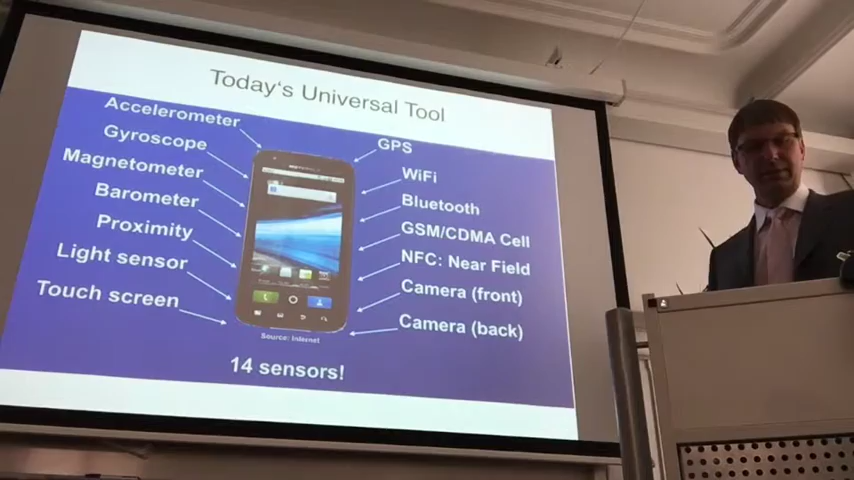 Today's Universal Tool
Accelerometer
Gyroscope
Magnetometer
Barometer
Proximity
Light sensor
Touch screen
GPS
WiFi
Bluetooth
GSM/CDMA Cell
NFC: Near Field
Camera (front)
Camera (back)
Source: Internet
14 sensors!